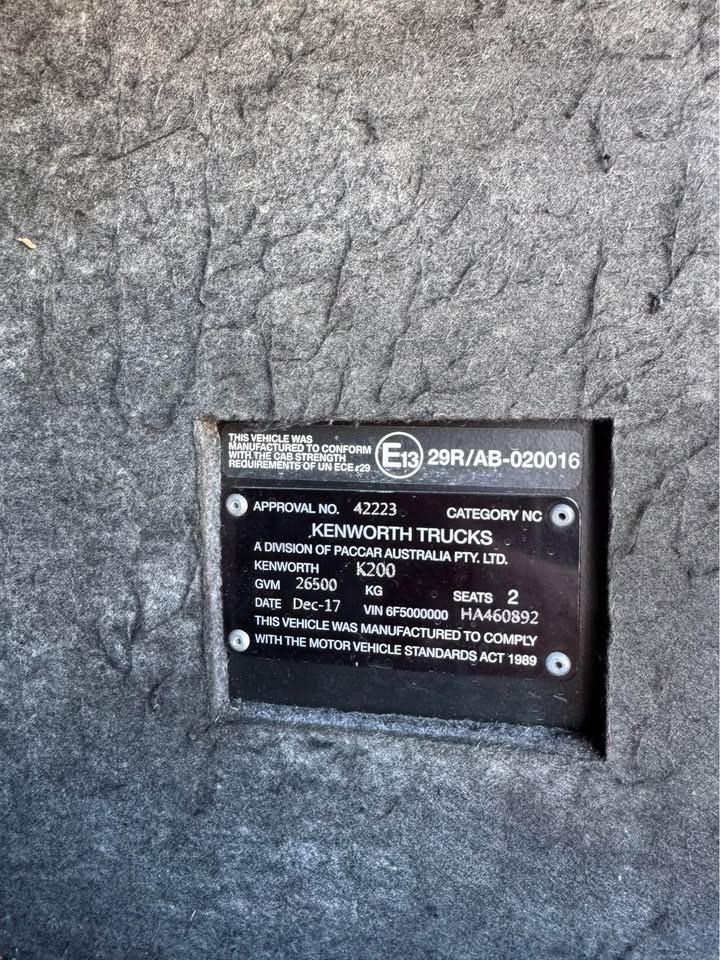 THIS VEHICLE WAS
MANUFACTURED TO CONFORM
WITH THE CAB STRENGTH
REQUIREMENTS OF UN ECE r29
E13 29R/AB-020016
APPROVAL NO. 42223 CATEGORY NC
KENWORTH TRUCKS
A DIVISION OF PACCAR AUSTRALIA PTY. LTD.
KENWORTH K200
GVM 26500 KG SEATS 2
DATE Dec-17 VIN 6F5000000 HA460892
THIS VEHICLE WAS MANUFACTURED TO COMPLY
WITH THE MOTOR VEHICLE STANDARDS ACT 1989